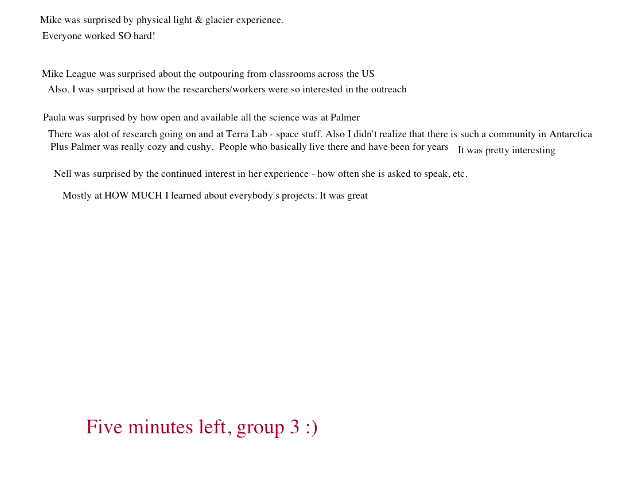 Mike was surprised by physical light & glacier experience.
Everyone worked SO hard!
Mike League was surprised about the outpouring from classrooms across the US
Also, I was surprised at how the researchers/workers were so interested in the outreach
Paula was surprised by how open and available all the science was at Palmer
There was alot of research going on and at Terra Lab - space stuff. Also I didn't realize that there is such a community in Antarctica
Plus Palmer was really cozy and cushy. People who basically live there and have been for years It was pretty interesting
Nell was surprised by the continued interest in her experience - how often she is asked to speak, etc.
Mostly at HOW MUCH I learned about everybody's projects. It was great
Five minutes left, group 3 :)